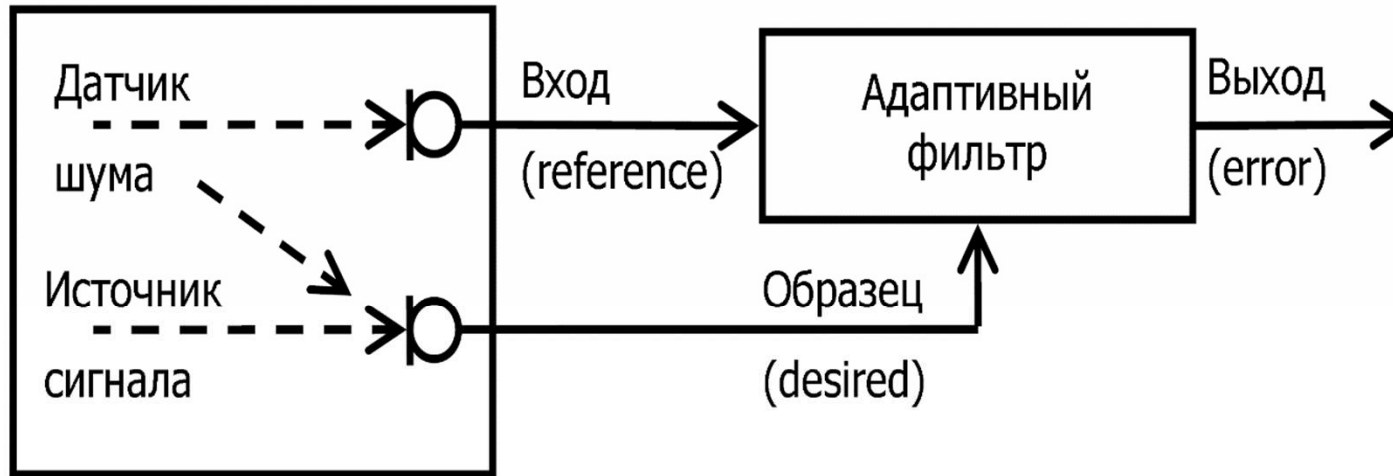 Датчик
шума
Источник
сигнала
Вход
(reference)
Адаптивный
фильтр
Образец
(desired)
Выход
(error)